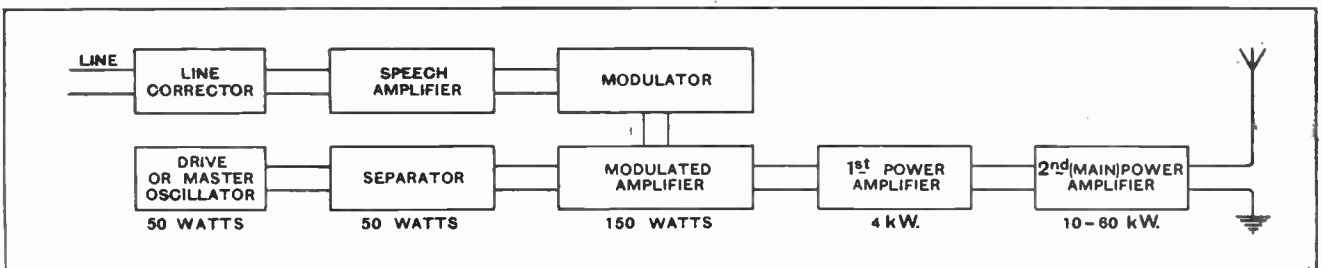 LINE
LINE
CORRECTOR
SPEECH
AMPLIFIER
MODULATOR
DRIVE
OR MASTER
OSCILLATOR
SEPARATOR
MODULATED
AMPLIFIER
1st POWER
AMPLIFIER
2nd (MAIN) POWER
AMPLIFIER
50 WATTS
50 WATTS
150 WATTS
4 kW.
10-60 kW.